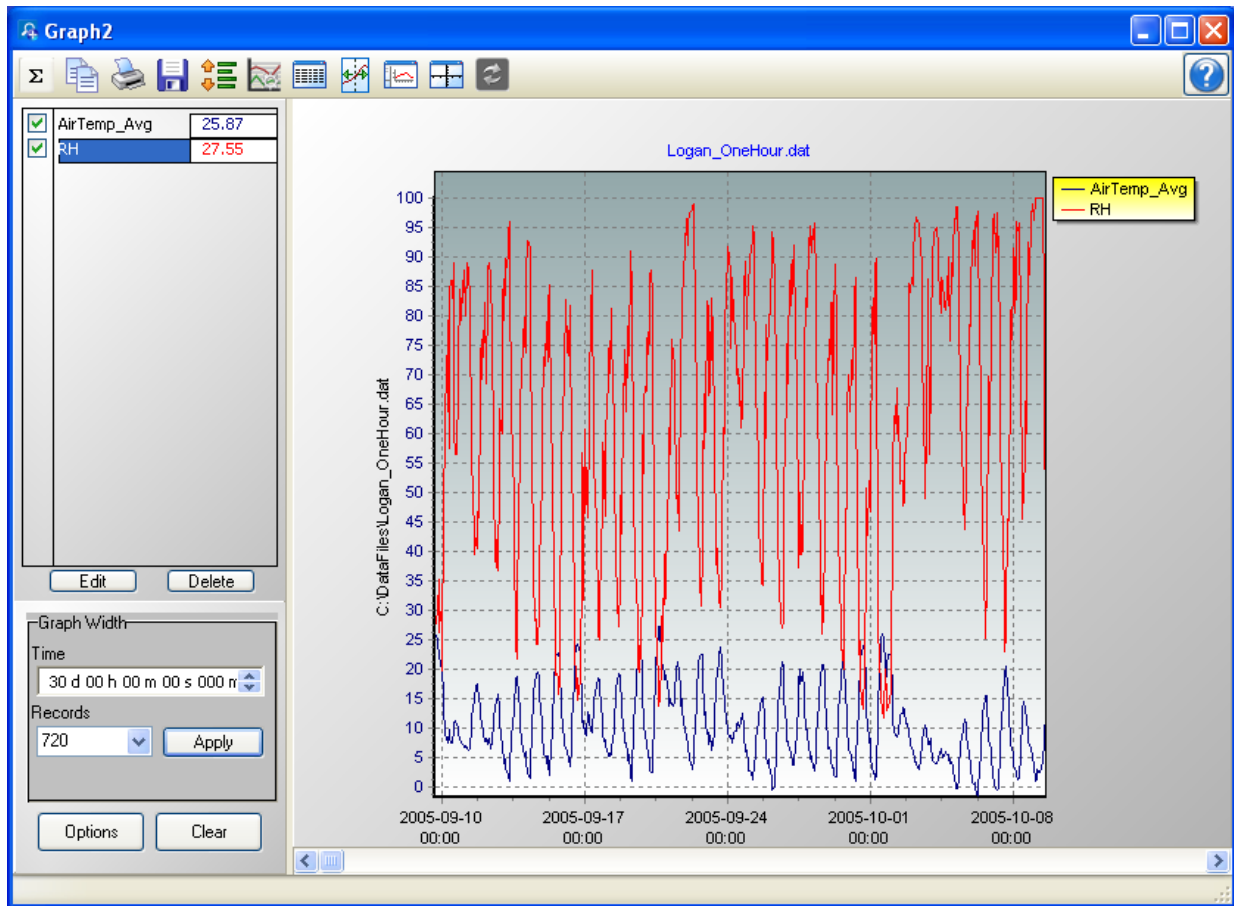 Graph2
Σ
?
AirTemp_Avg 25.87
RH 27.55
Edit Delete
Graph Width
Time
30 d 00 h 00 m 00 s 000 m
Records
720 Apply
Options Clear
Logan_OneHour.dat
C:\DataFiles\Logan_OneHour.dat
100
95
90
85
80
75
70
65
60
55
50
45
40
35
30
25
20
15
10
5
0
2005-09-10 2005-09-17 2005-09-24 2005-10-01 2005-10-08
00:00 00:00 00:00 00:00 00:00
AirTemp_Avg
RH